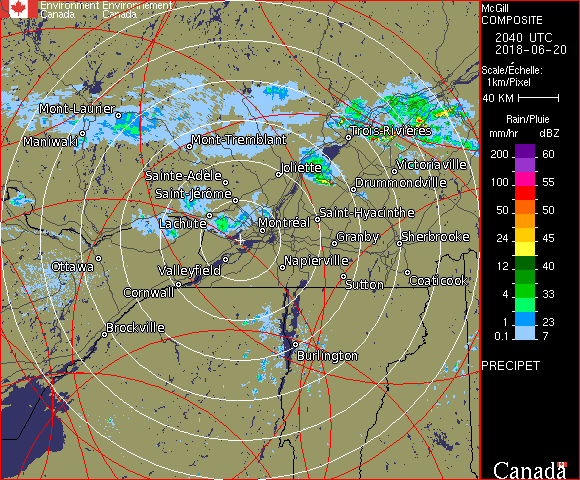 Environment Environnement
Canada Canada
McGill
COMPOSITE
2040 UTC
2018-06-20
Scale/Échelle:
1km/Pixel
40 KM
Rain/Pluie
mm/hr dBZ
200 60
100 55
50 50
24 45
12 40
4 33
1 23
0.1 7
PRECIPET
Canada
Mont-Laurier
Maniwaki
Mont-Tremblant
Trois-Rivières
Joliette
Victoriaville
Sainte-Adèle
Drummondville
Saint-Jérôme
Saint-Hyacinthe
Lachute
Montréal
Granby
Sherbrooke
Ottawa
Valleyfield
Napierville
Cornwall
Sutton
Coaticook
Brockville
Burlington